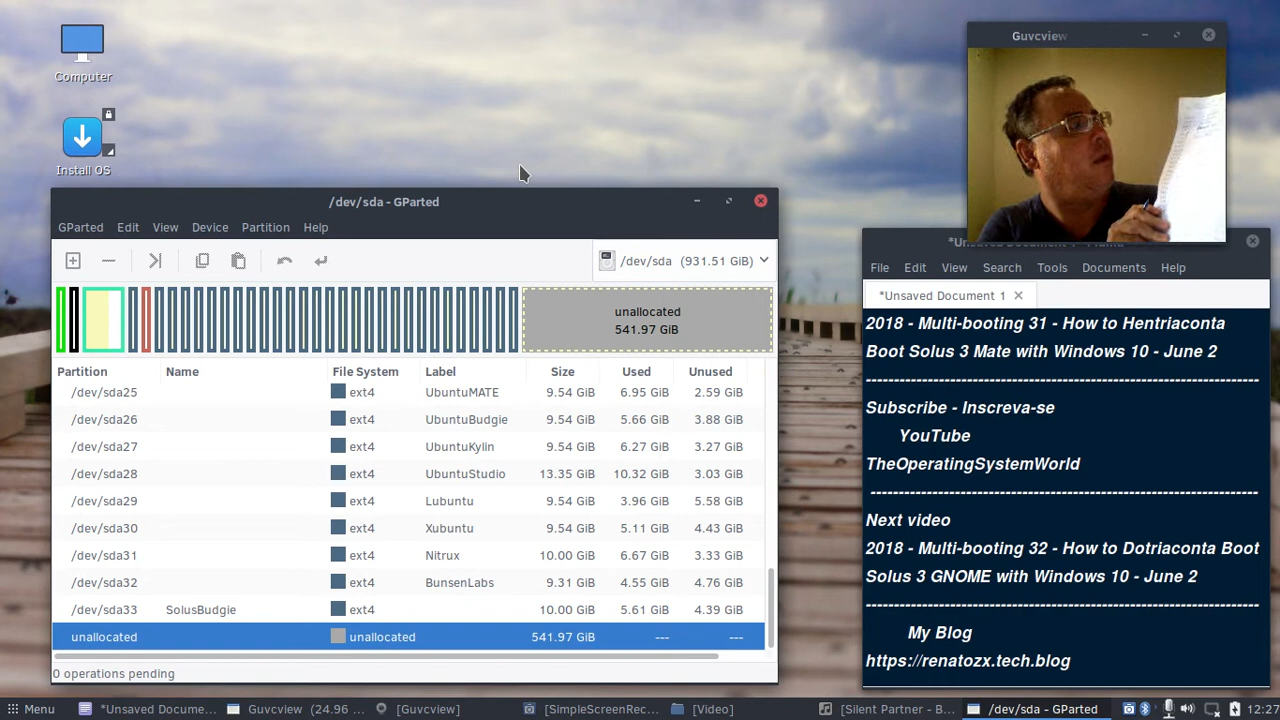 Computer
Install OS
/dev/sda - GParted
GParted Edit View Partition Device Help
/dev/sda (931.51 GiB)
unallocated
541.97 GiB
Partition Name File System Label Size Used Unused
/dev/sda25 ext4 UbuntuMATE 9.54 GiB 6.95 GiB 2.59 GiB
/dev/sda26 ext4 UbuntuBudgie 9.54 GiB 5.66 GiB 3.88 GiB
/dev/sda27 ext4 UbuntuKylin 9.54 GiB 6.27 GiB 3.27 GiB
/dev/sda28 ext4 UbuntuStudio 13.35 GiB 10.32 GiB 3.03 GiB
/dev/sda29 ext4 Lubuntu 9.54 GiB 3.96 GiB 5.58 GiB
/dev/sda30 ext4 Xubuntu 9.54 GiB 5.11 GiB 4.43 GiB
/dev/sda31 ext4 Nitrux 10.00 GiB 6.67 GiB 3.33 GiB
/dev/sda32 ext4 BunsenLabs 9.31 GiB 4.55 GiB 4.76 GiB
/dev/sda33 SolusBudgie ext4 10.00 GiB 5.61 GiB 4.39 GiB
unallocated unallocated 541.97 GiB --- ---
0 operations pending
Guvcview
*Unsaved Document 1
File Edit View Search Tools Documents Help
*Unsaved Document 1
2018 - Multi-booting 31 - How to Hentriaconta
Boot Solus 3 Mate with Windows 10 - June 2
--------------------------------------------------------------------
Subscribe - Inscreva-se
YouTube
TheOperatingSystemWorld
--------------------------------------------------------------------
Next video
2018 - Multi-booting 32 - How to Dotriaconta Boot
Solus 3 GNOME with Windows 10 - June 2
--------------------------------------------------------------------
My Blog
https://renatozx.tech.blog
Menu *Unsaved Docume... Guvcview (24.96 ... [Guvcview] [SimpleScreenRec... [Video] [Silent Partner - B... /dev/sda - GParted 12:27